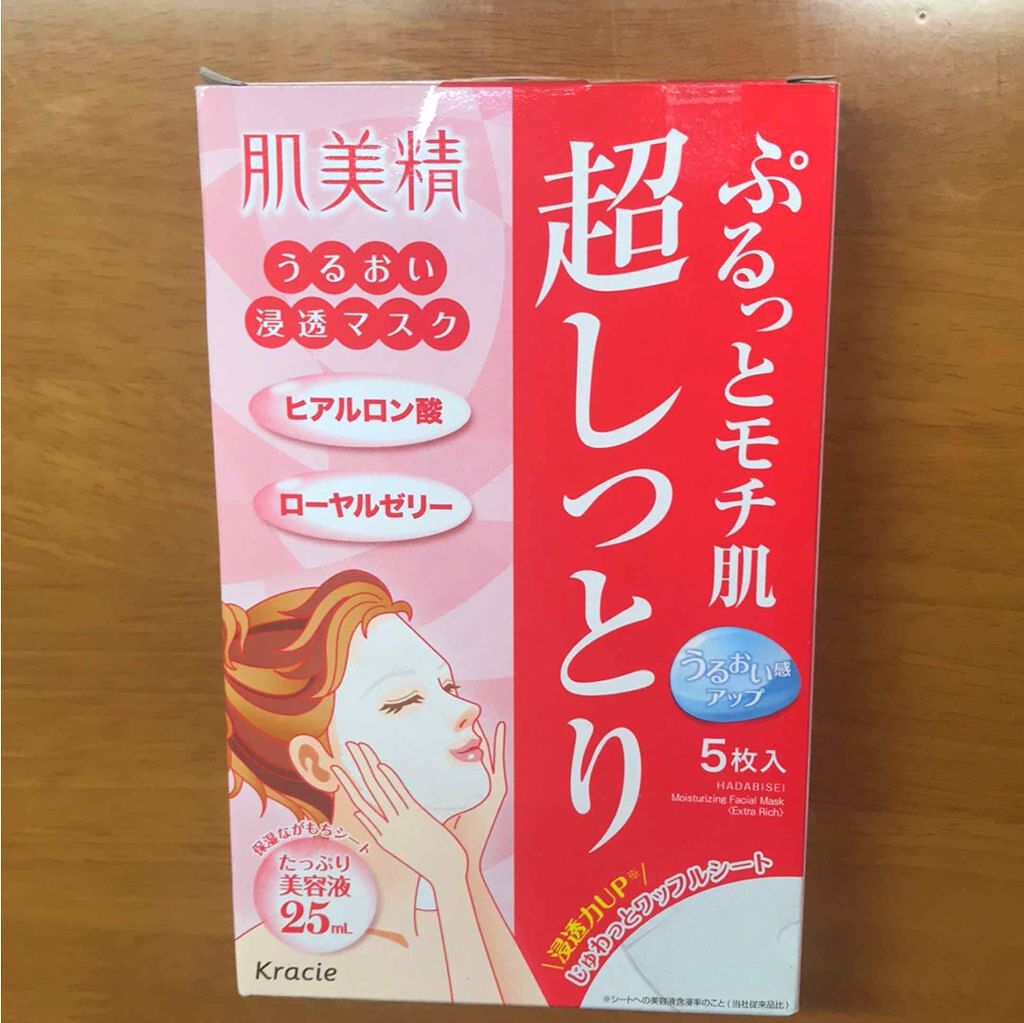 肌美精
うるおい
浸透マスク
ヒアルロン酸
ローヤルゼリー
ぷるっとモチ肌
超しっとり
うるおい感
アップ
5枚入
HADABISEI
Moisturizing Facial Mask
〈Extra Rich〉
保湿ながもちシート
たっぷり
美容液
25mL
Kracie
浸透力UP※
じゅわっとワッフルシート
※シートへの美容液含浸率のこと(当社従来品比)